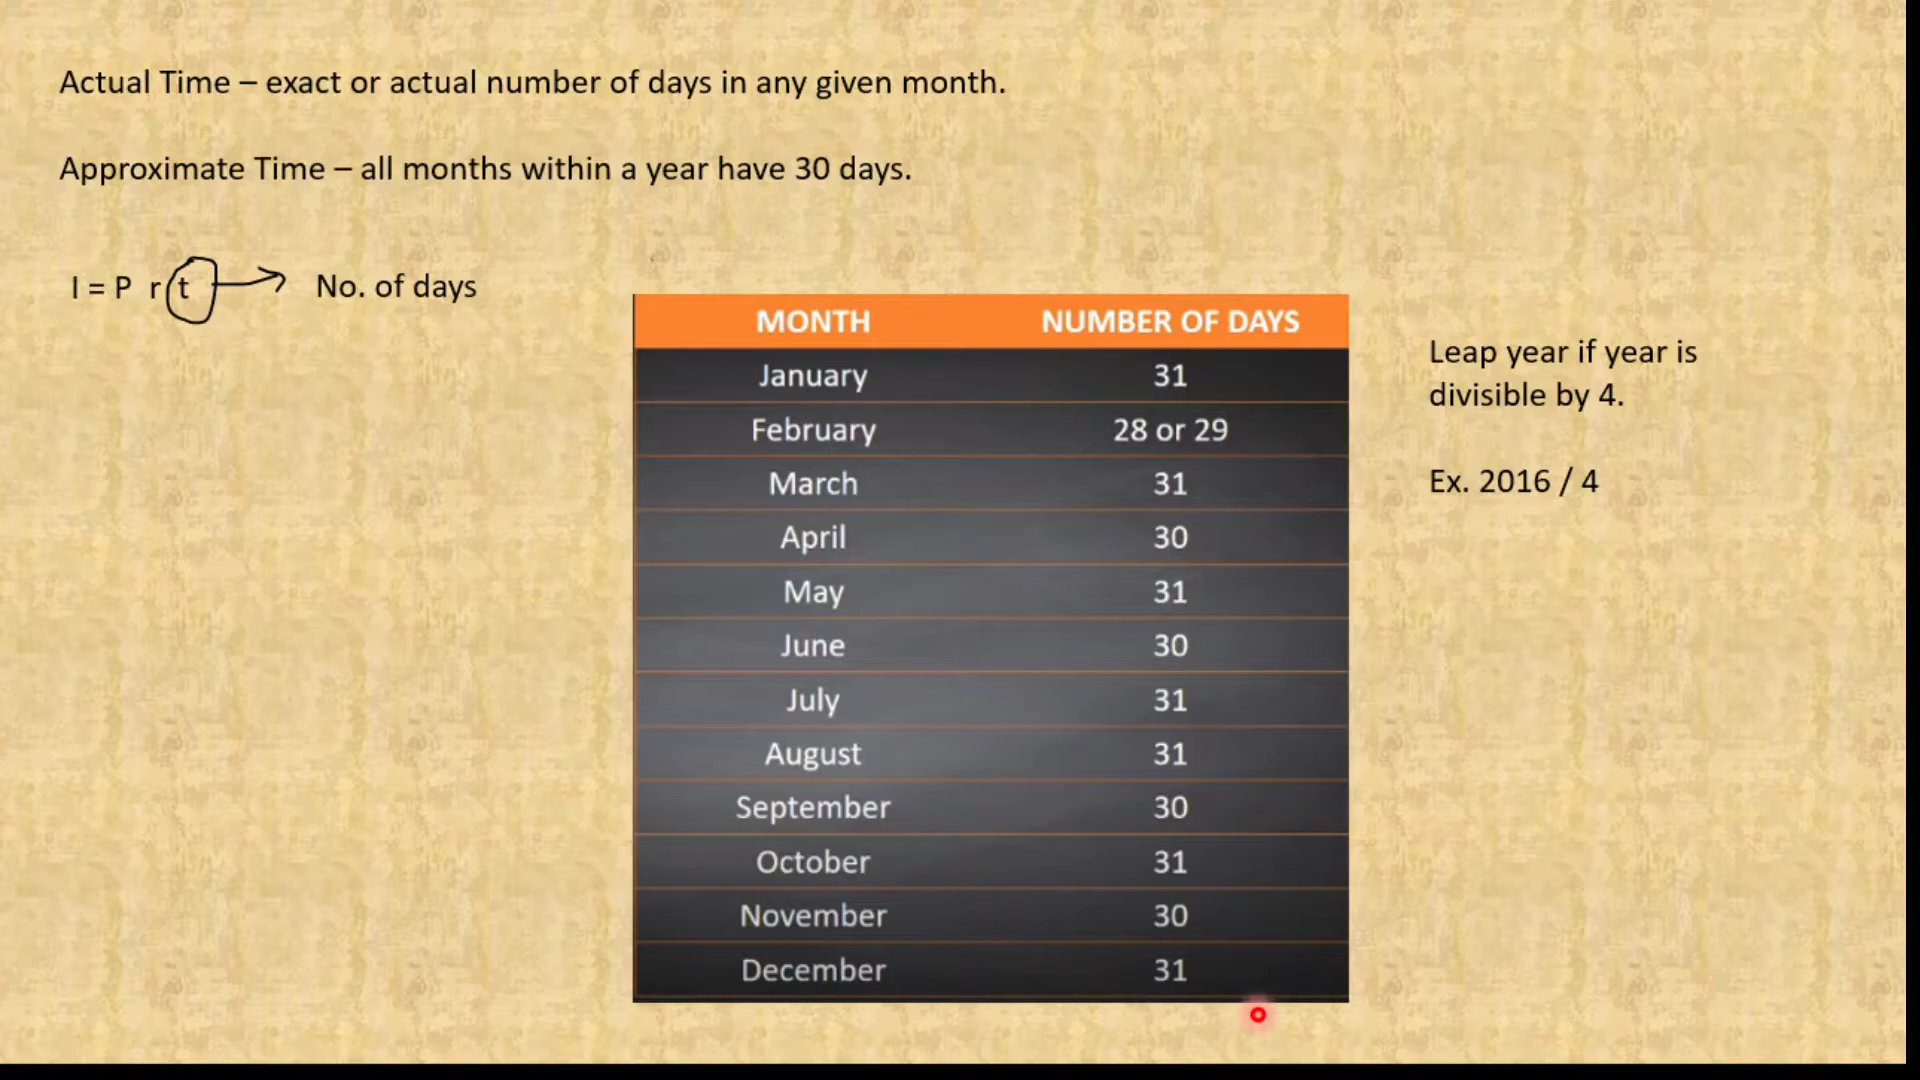 Actual Time – exact or actual number of days in any given month.
Approximate Time – all months within a year have 30 days.
I = P r t No. of days
MONTH NUMBER OF DAYS
January 31
February 28 or 29
March 31
April 30
May 31
June 30
July 31
August 31
September 30
October 31
November 30
December 31
Leap year if year is
divisible by 4.
Ex. 2016 / 4